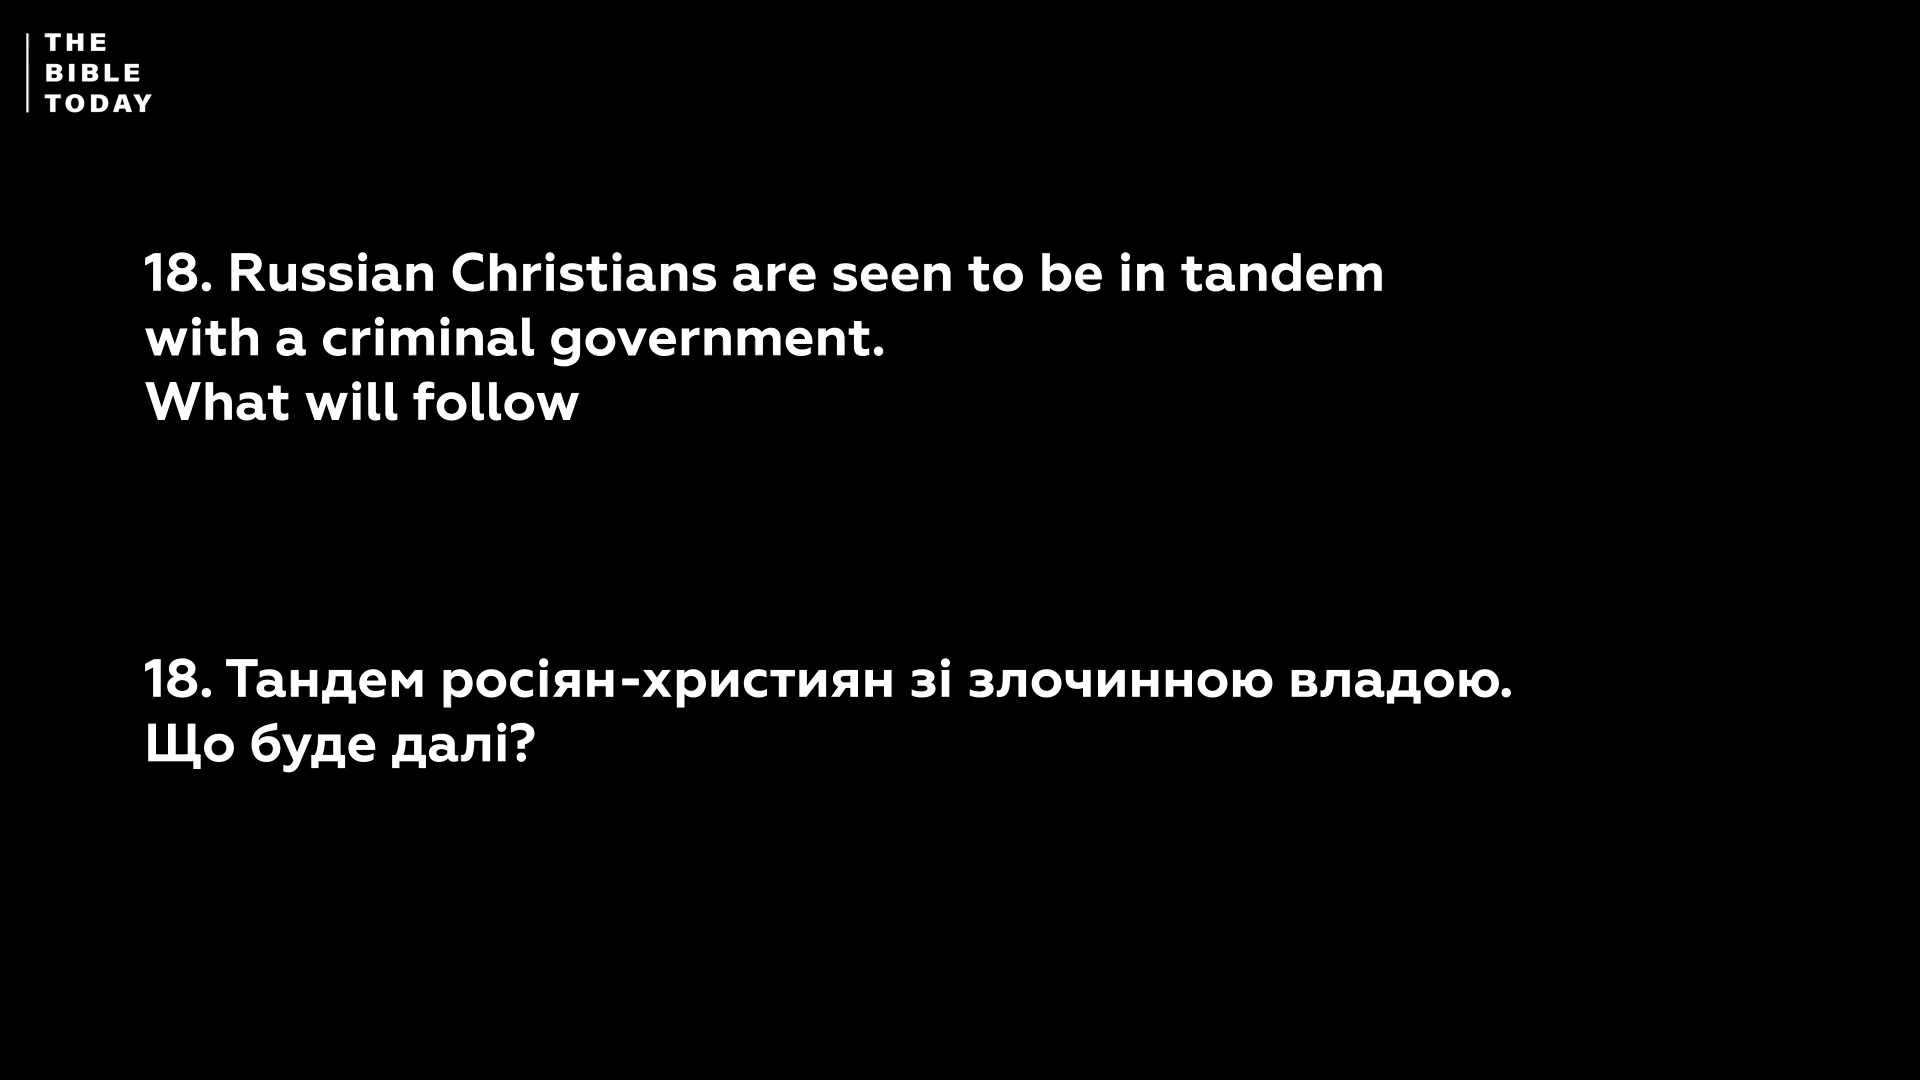 THE
BIBLE
TODAY
18. Russian Christians are seen to be in tandem
with a criminal government.
What will follow
18. Тандем росіян-християн зі злочинною владою.
Що буде далі?